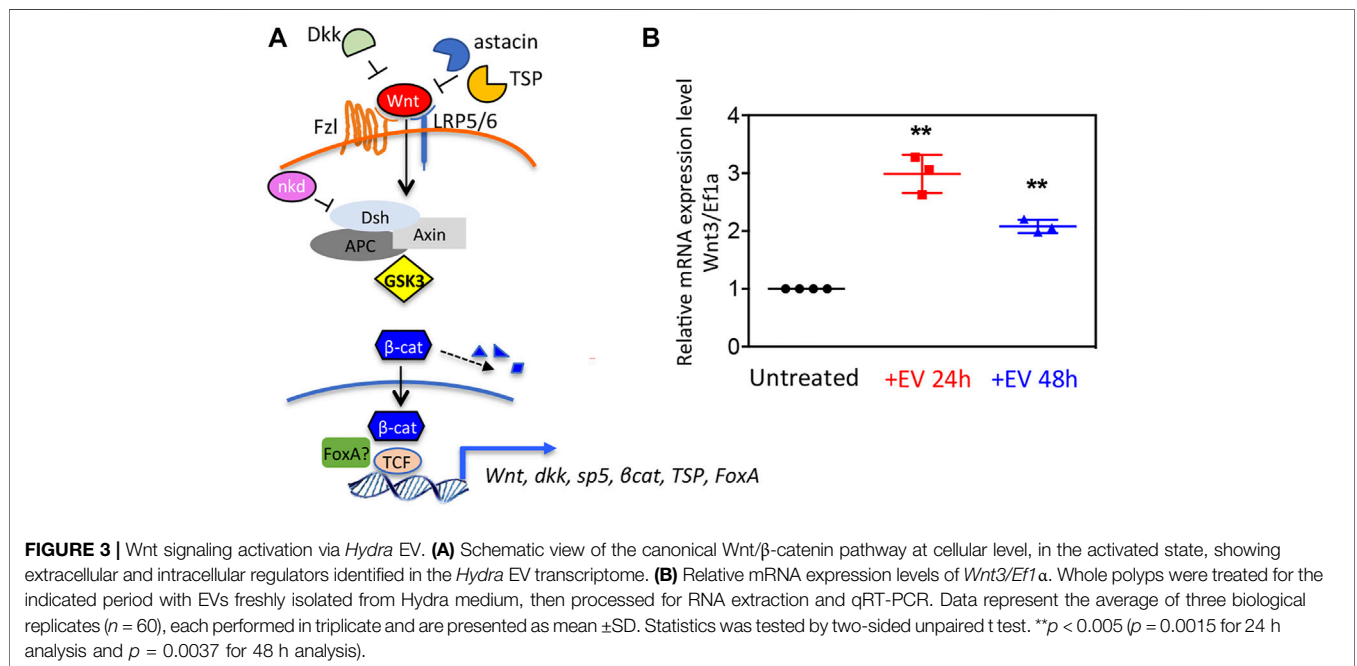 A
Dkk
astacin
TSP
Wnt
Fzl
LRP5/6
nkd
Dsh
Axin
APC
GSK3
β-cat
β-cat
FoxA?
TCF
Wnt, dkk, sp5, βcat, TSP, FoxA
B
Relative mRNA expression level
Wnt3/Ef1a
4
3
2
1
0
**
**
Untreated
+EV 24h
+EV 48h
FIGURE 3 | Wnt signaling activation via Hydra EV. (A) Schematic view of the canonical Wnt/β-catenin pathway at cellular level, in the activated state, showing
extracellular and intracellular regulators identified in the Hydra EV transcriptome. (B) Relative mRNA expression levels of Wnt3/Ef1α. Whole polyps were treated for the
indicated period with EVs freshly isolated from Hydra medium, then processed for RNA extraction and qRT-PCR. Data represent the average of three biological
replicates (n = 60), each performed in triplicate and are presented as mean ±SD. Statistics was tested by two-sided unpaired t test. **p < 0.005 (p = 0.0015 for 24 h
analysis and p = 0.0037 for 48 h analysis).